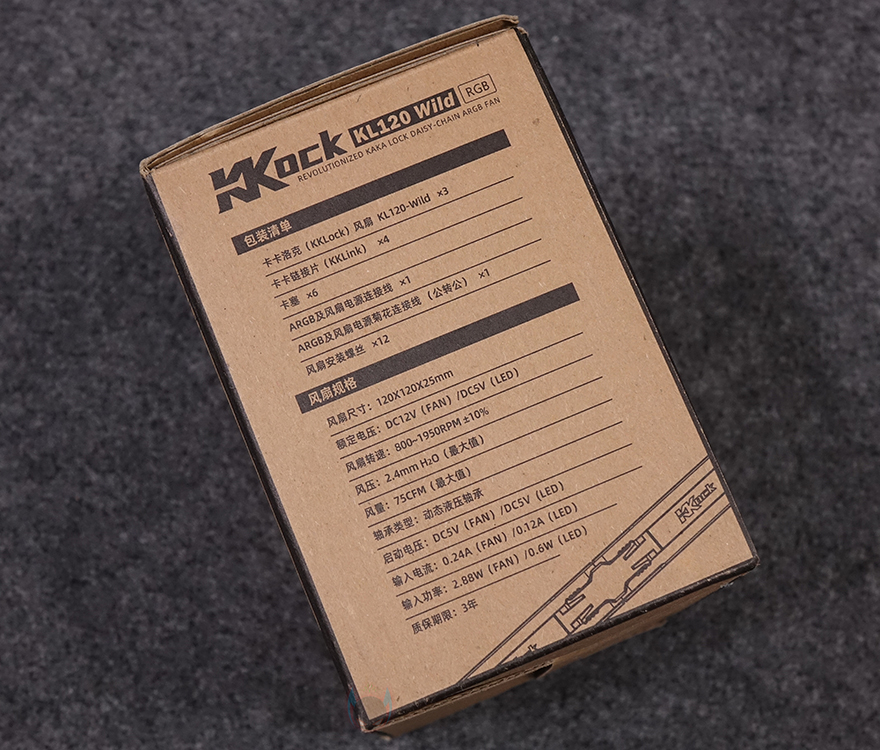 KKock KL120 Wild RGB
REVOLUTIONIZED KAKA LOCK DAISY-CHAIN ARGB FAN
包装清单
卡卡洛克（KKLock）风扇 KL120-Wild ×3
卡卡链接片（KKLink） ×4
卡塞 ×6
ARGB及风扇电源连接线 ×1
ARGB及风扇电源菊花连接线（公转公） ×1
风扇安装螺丝 ×12
风扇规格
风扇尺寸：120X120X25mm
额定电压：DC12V（FAN）/DC5V（LED）
风扇转速：800~1950RPM ±10%
风压：2.4mm H₂O（最大值）
风量：75CFM（最大值）
轴承类型：动态液压轴承
启动电压：DC5V（FAN）/DC5V（LED）
输入电流：0.24A（FAN）/0.12A（LED）
输入功率：2.88W（FAN）/0.6W（LED）
质保期限：3年
KKock